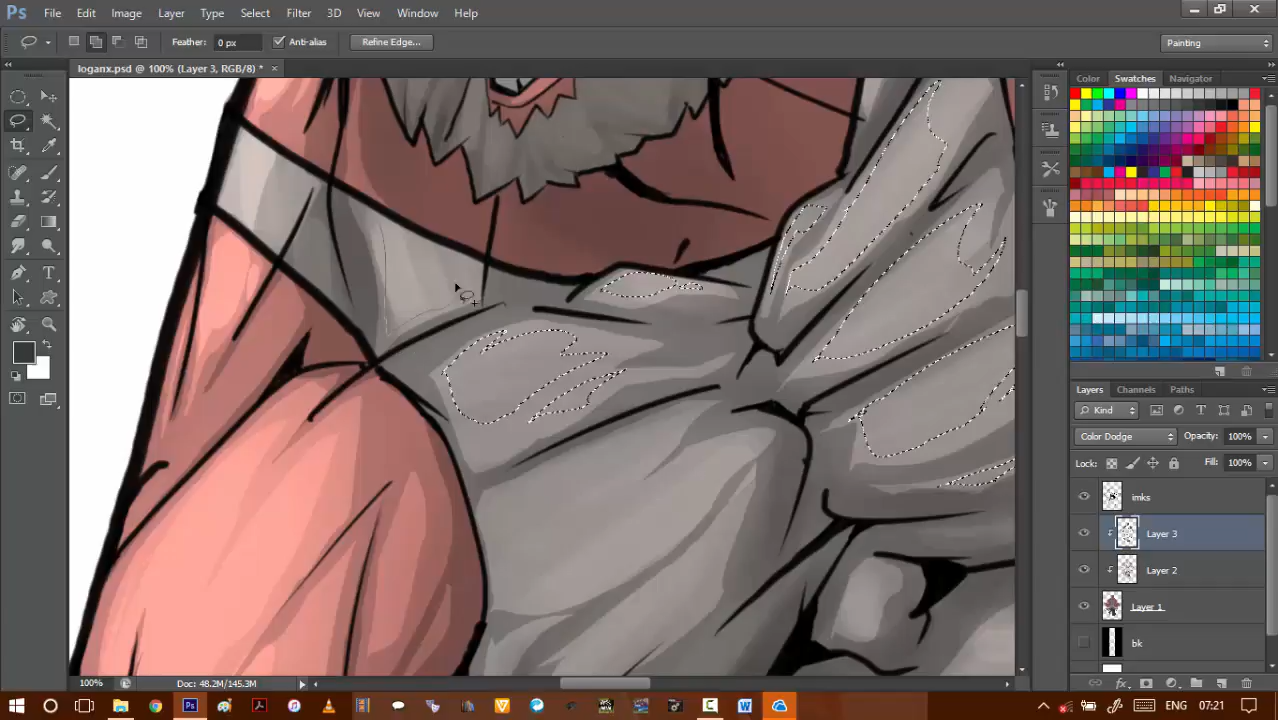 Ps File Edit Image Layer Type Select Filter 3D View Window Help
Feather: 0 px Anti-alias Refine Edge... Painting
loganx.psd @ 100% (Layer 3, RGB/8) * ×
Color Swatches Navigator
Layers Channels Paths
Kind
Color Dodge Opacity: 100%
Lock: Fill: 100%
imks
Layer 3
Layer 2
Layer 1
bk
100% Doc: 48.2M/145.3M
ENG 07:21